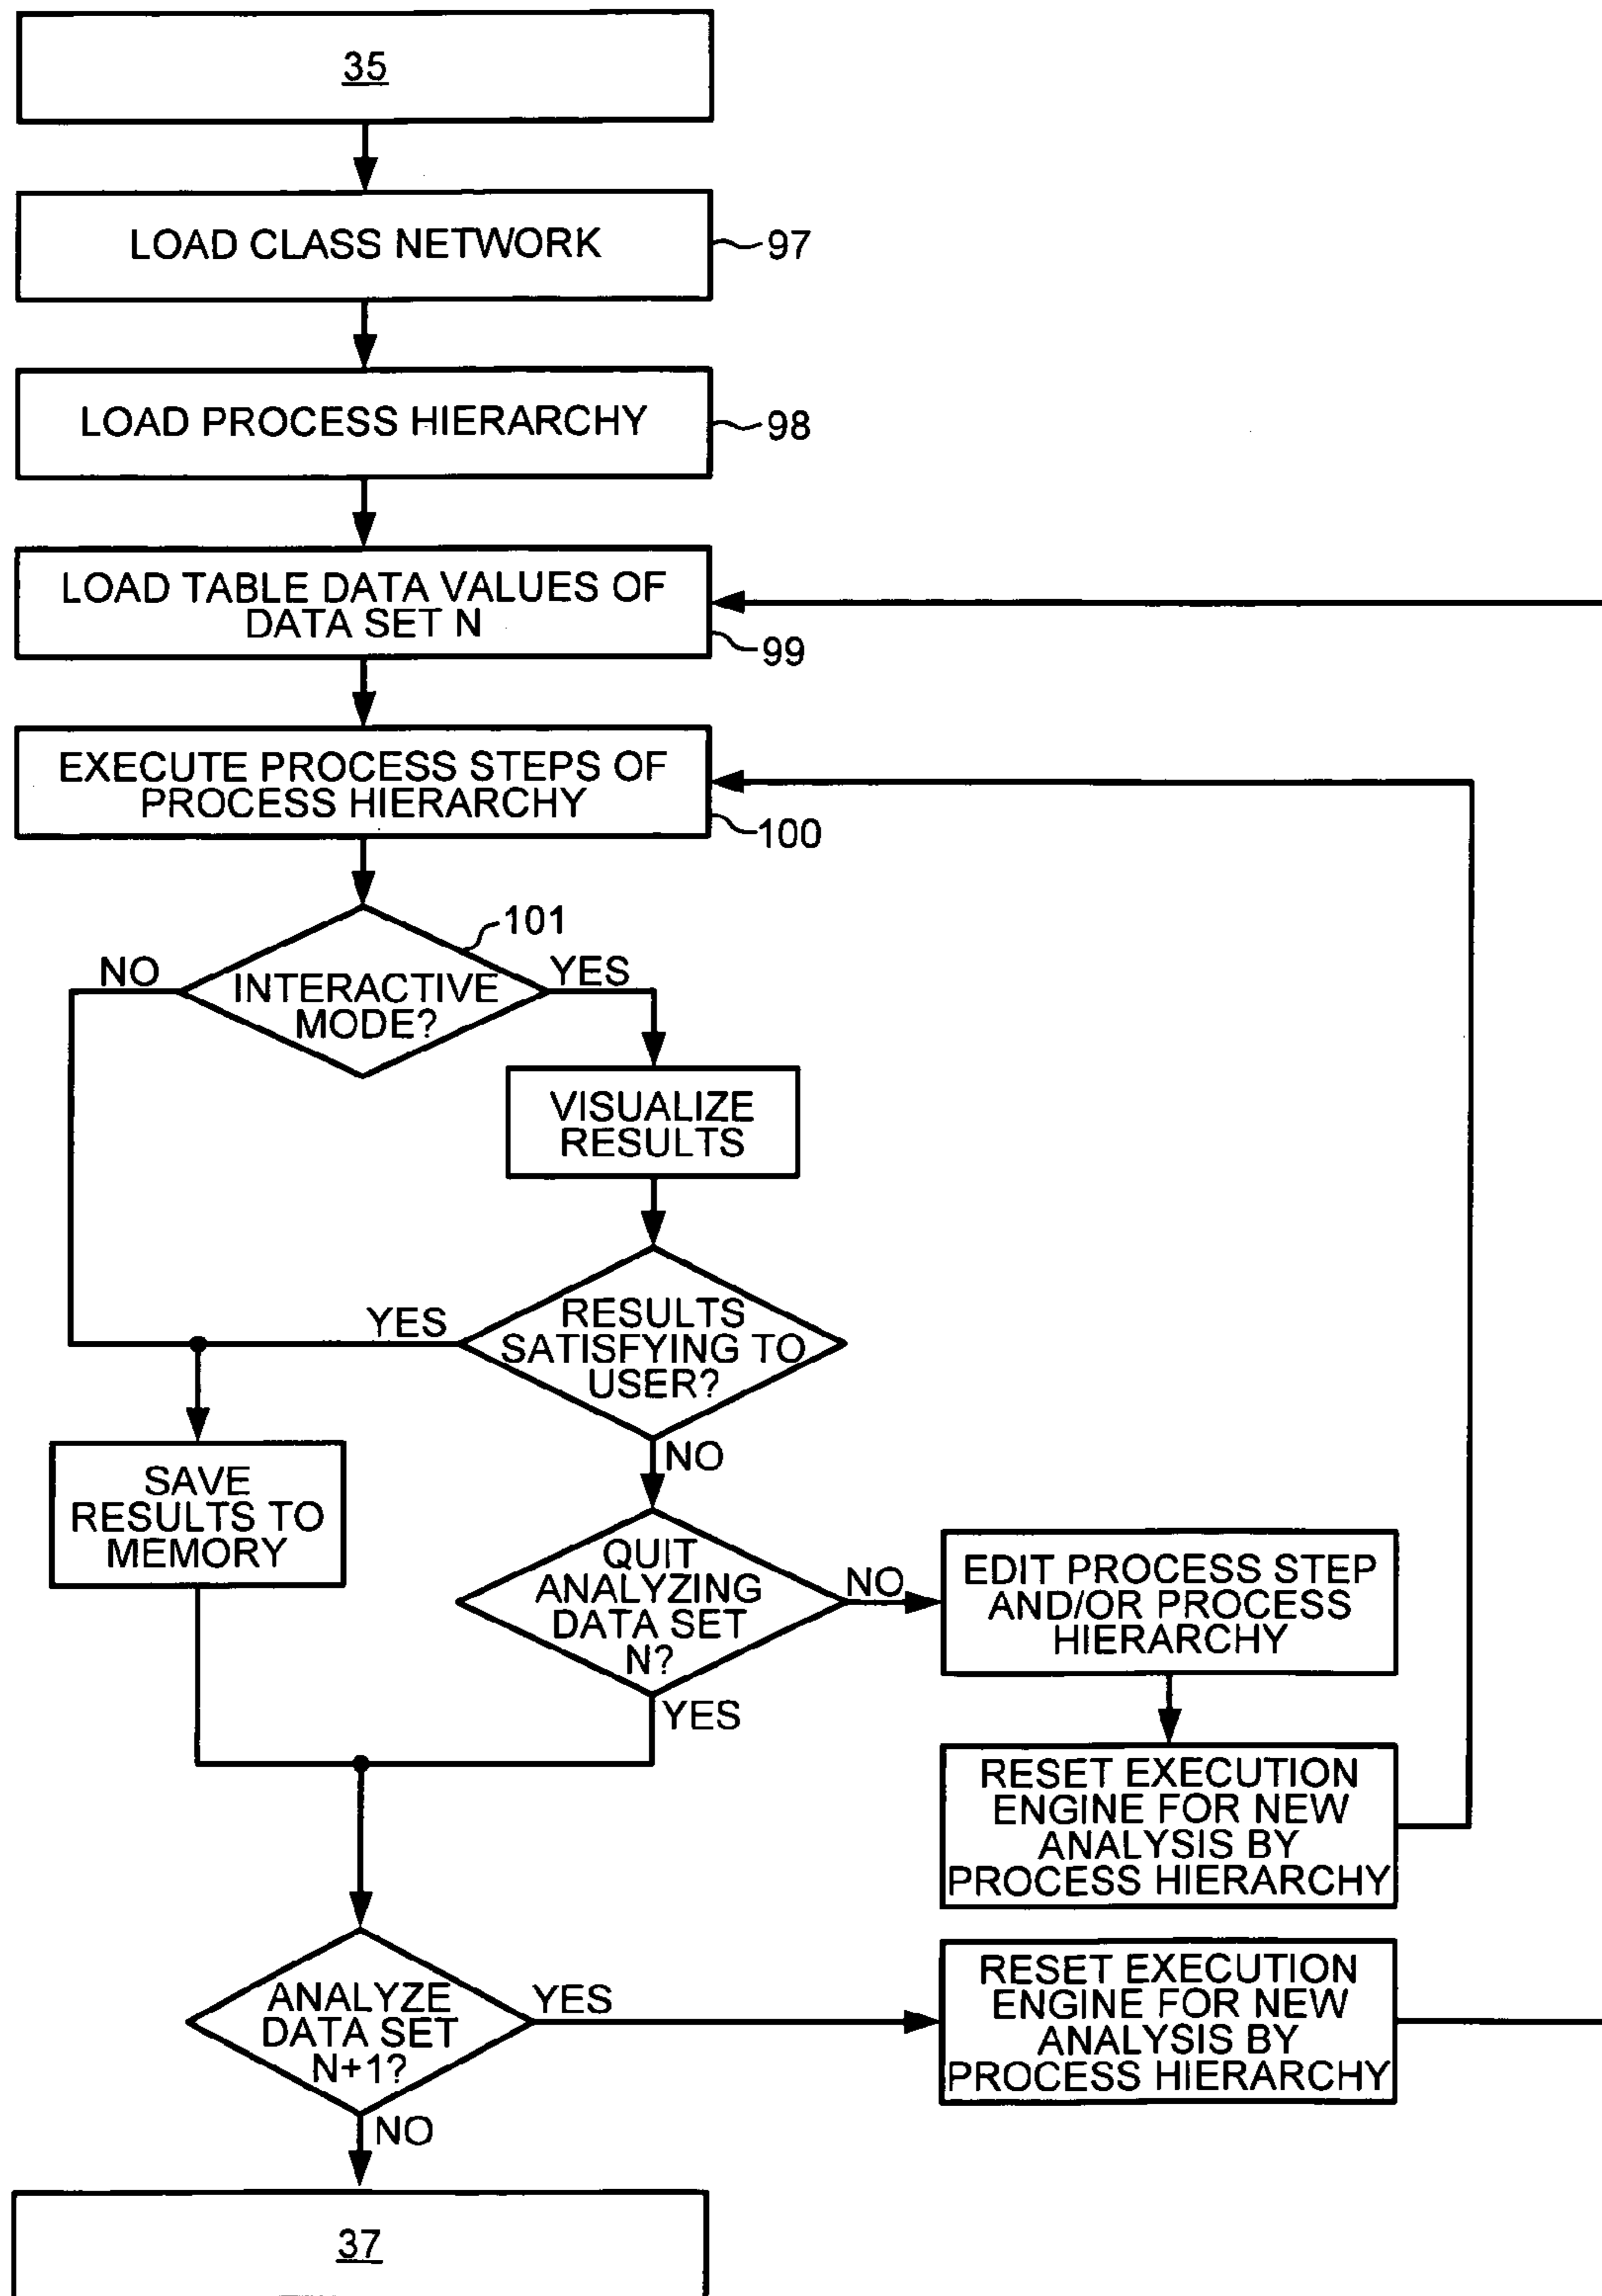 35
LOAD CLASS NETWORK
97
LOAD PROCESS HIERARCHY
98
LOAD TABLE DATA VALUES OF
DATA SET N
99
EXECUTE PROCESS STEPS OF
PROCESS HIERARCHY
100
101
NO
INTERACTIVE
MODE?
YES
VISUALIZE
RESULTS
YES
RESULTS
SATISFYING TO
USER?
NO
SAVE
RESULTS TO
MEMORY
QUIT
ANALYZING
DATA SET
N?
NO
YES
EDIT PROCESS STEP
AND/OR PROCESS
HIERARCHY
RESET EXECUTION
ENGINE FOR NEW
ANALYSIS BY
PROCESS HIERARCHY
ANALYZE
DATA SET
N+1?
YES
NO
RESET EXECUTION
ENGINE FOR NEW
ANALYSIS BY
PROCESS HIERARCHY
37